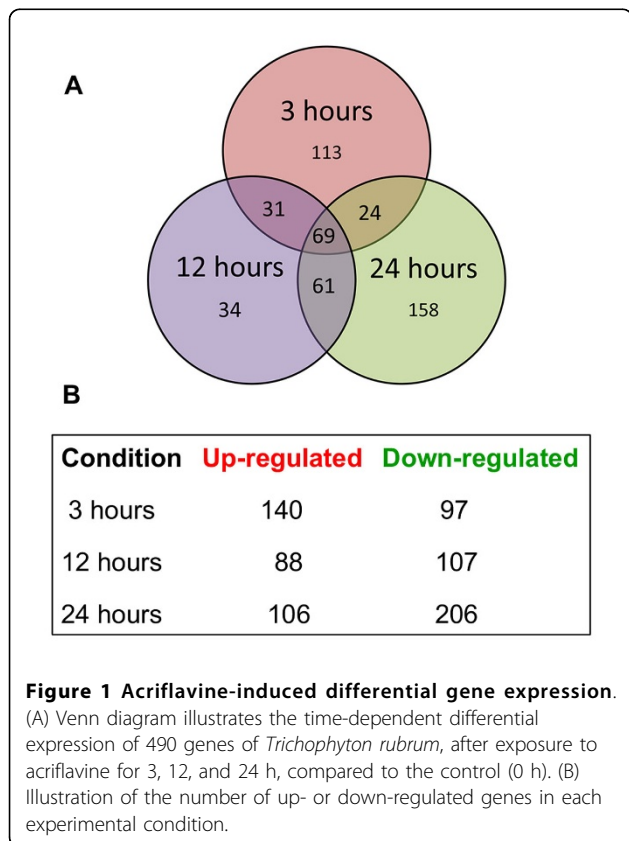 A
3 hours
113
31
24
69
12 hours
24 hours
61
34
158
B
Condition Up-regulated Down-regulated
3 hours 140 97
12 hours 88 107
24 hours 106 206
Figure 1 Acriflavine-induced differential gene expression.
(A) Venn diagram illustrates the time-dependent differential
expression of 490 genes of Trichophyton rubrum, after exposure to
acriflavine for 3, 12, and 24 h, compared to the control (0 h). (B)
Illustration of the number of up- or down-regulated genes in each
experimental condition.